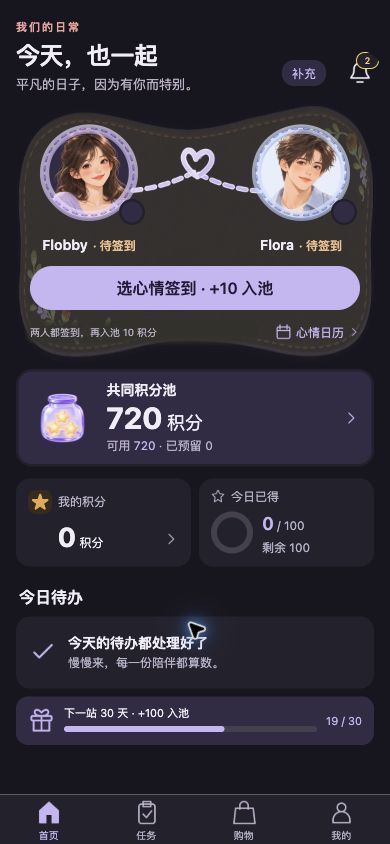 我们的日常
今天，也一起
平凡的日子，因为有你而特别。
补充
2
Flobby · 待签到
Flora · 待签到
选心情签到 · +10 入池
两人都签到，再入池 10 积分
心情日历
共同积分池
720 积分
可用 720 · 已预留 0
我的积分
0 积分
今日已得
0 / 100
剩余 100
今日待办
今天的待办都处理好了
慢慢来，每一份陪伴都算数。
下一站 30 天 · +100 入池
19 / 30
首页
任务
购物
我的